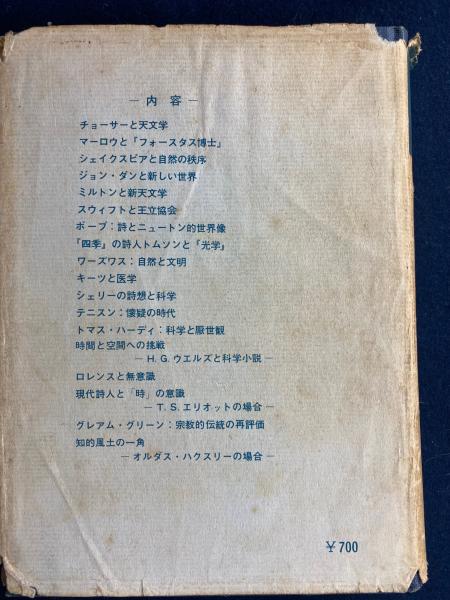 ― 内 容 ―
チョーサーと天文学
マーロウと「フォースタス博士」
シェイクスピアと自然の秩序
ジョン・ダンと新しい世界
ミルトンと新天文学
スウィフトと王立協会
ポープ：詩とニュートン的世界像
「四季」の詩人トムソンと「光学」
ワーズワス：自然と文明
キーツと医学
シェリーの詩想と科学
テニスン：懐疑の時代
トマス・ハーディ：科学と厭世観
時間と空間への挑戦
― H.G.ウエルズと科学小説 ―
ロレンスと無意識
現代詩人と「時」の意識
― T.S.エリオットの場合 ―
グレアム・グリーン：宗教的伝統の再評価
知的風土の一角
― オルダス・ハクスリーの場合 ―
￥700